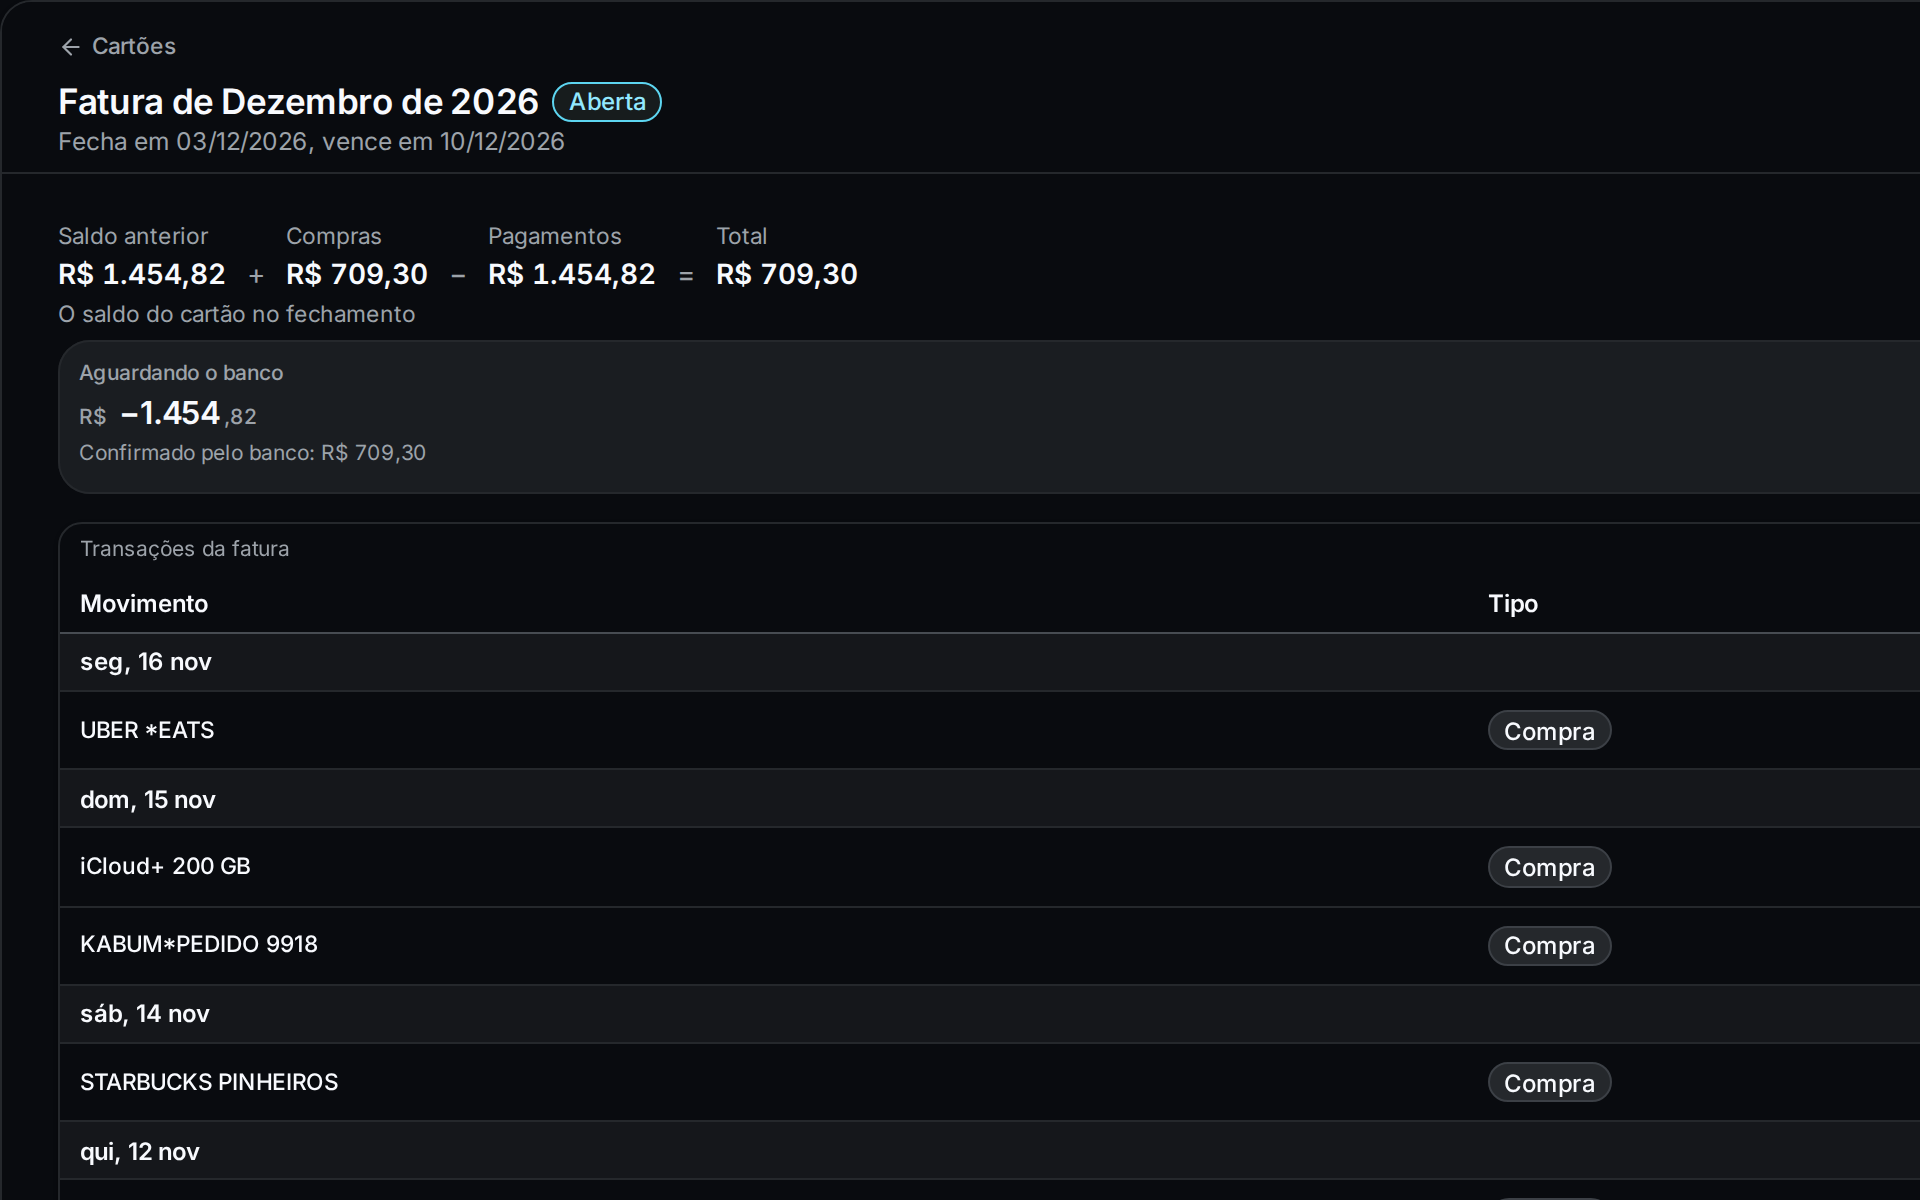 ← Cartões
Fatura de Dezembro de 2026 Aberta
Fecha em 03/12/2026, vence em 10/12/2026
Saldo anterior Compras Pagamentos Total
R$ 1.454,82 + R$ 709,30 − R$ 1.454,82 = R$ 709,30
O saldo do cartão no fechamento
Aguardando o banco
R$ −1.454,82
Confirmado pelo banco: R$ 709,30
Transações da fatura
Movimento Tipo
seg, 16 nov
UBER *EATS Compra
dom, 15 nov
iCloud+ 200 GB Compra
KABUM*PEDIDO 9918 Compra
sáb, 14 nov
STARBUCKS PINHEIROS Compra
qui, 12 nov